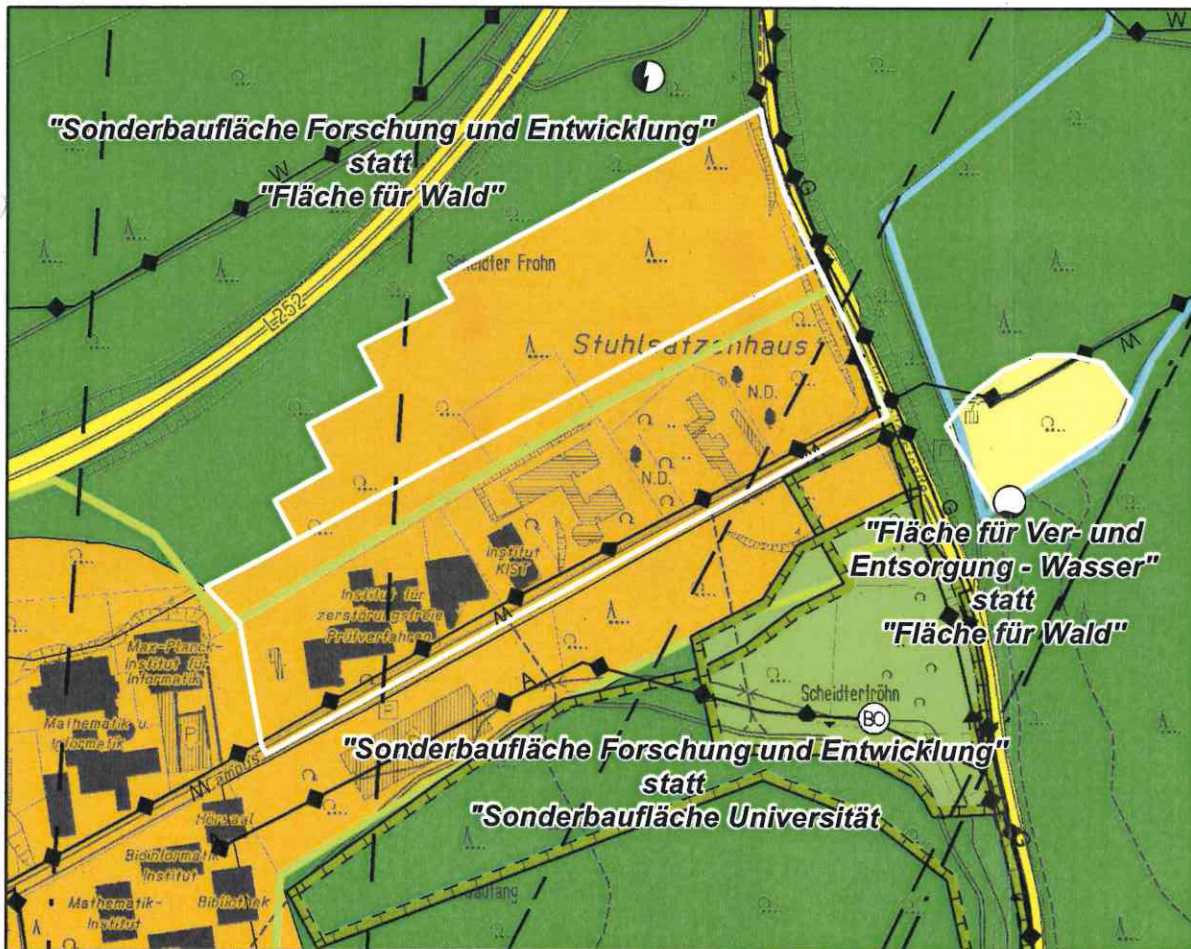 "Sonderbaufläche Forschung und Entwicklung"
statt
"Fläche für Wald"
W
W
L 252
Scheidter Frohn
G
Stuhlsatzenhaus
N.D.
N.D.
W
W
Institut
KIST
Institut für
zerstörungsfreie
Prüfverfahren
Max-Planck-
Institut für
Informatik
Mathematik u.
Informatik
P
P
"Fläche für Ver- und
Entsorgung - Wasser"
statt
"Fläche für Wald"
A
Scheidterfröhn
BO
"Sonderbaufläche Forschung und Entwicklung"
statt
"Sonderbaufläche Universität
W
Campus
Hörsaal
Bioinformatik
Institut
Mathematik-
Institut
Bibliothek
G